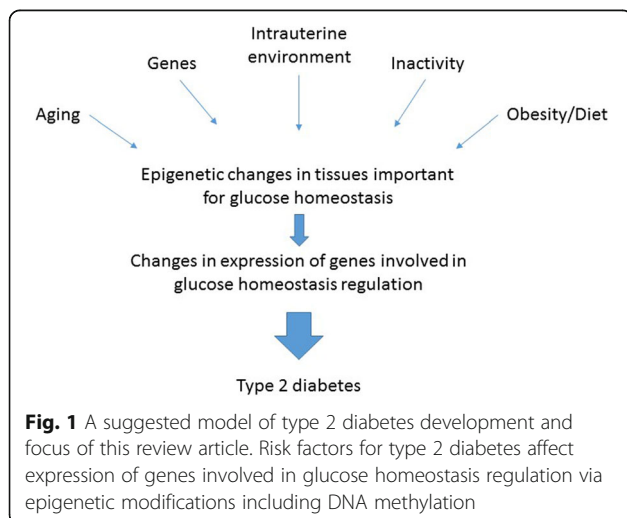 Intrauterine
environment
Genes
Inactivity
Aging
Obesity/Diet
Epigenetic changes in tissues important
for glucose homeostasis
Changes in expression of genes involved in
glucose homeostasis regulation
Type 2 diabetes
Fig. 1 A suggested model of type 2 diabetes development and
focus of this review article. Risk factors for type 2 diabetes affect
expression of genes involved in glucose homeostasis regulation via
epigenetic modifications including DNA methylation